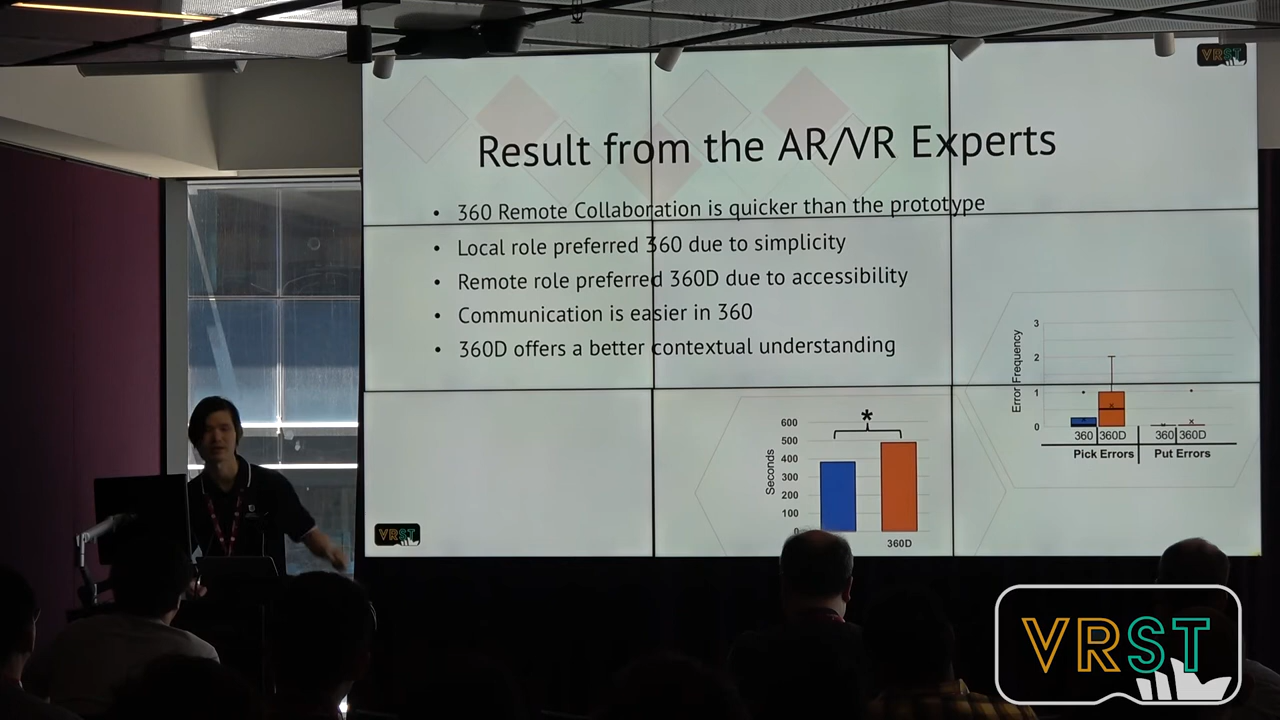 VRST
Result from the AR/VR Experts
• 360 Remote Collaboration is quicker than the prototype
• Local role preferred 360 due to simplicity
• Remote role preferred 360D due to accessibility
• Communication is easier in 360
• 360D offers a better contextual understanding
Error Frequency
3
2
1
0
360 360D 360 360D
Pick Errors Put Errors
*
Seconds
600
500
400
300
200
100
0
360D
VRST
VRST